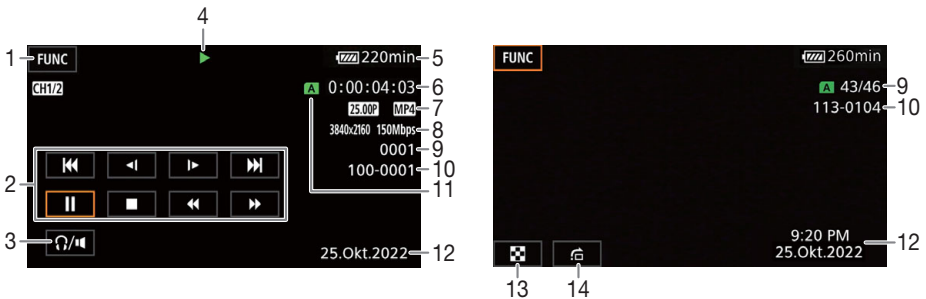 4
1 FUNC 220min 5
CH1/2 A 0:00:04:03 6
25.00P MP4 7
3840x2160 150Mbps 8
0001 9
2 100-0001 10
11
3
25.Okt.2022 12
FUNC 260min
A 43/46 9
113-0104 10
9:20 PM
25.Okt.2022 12
13 14